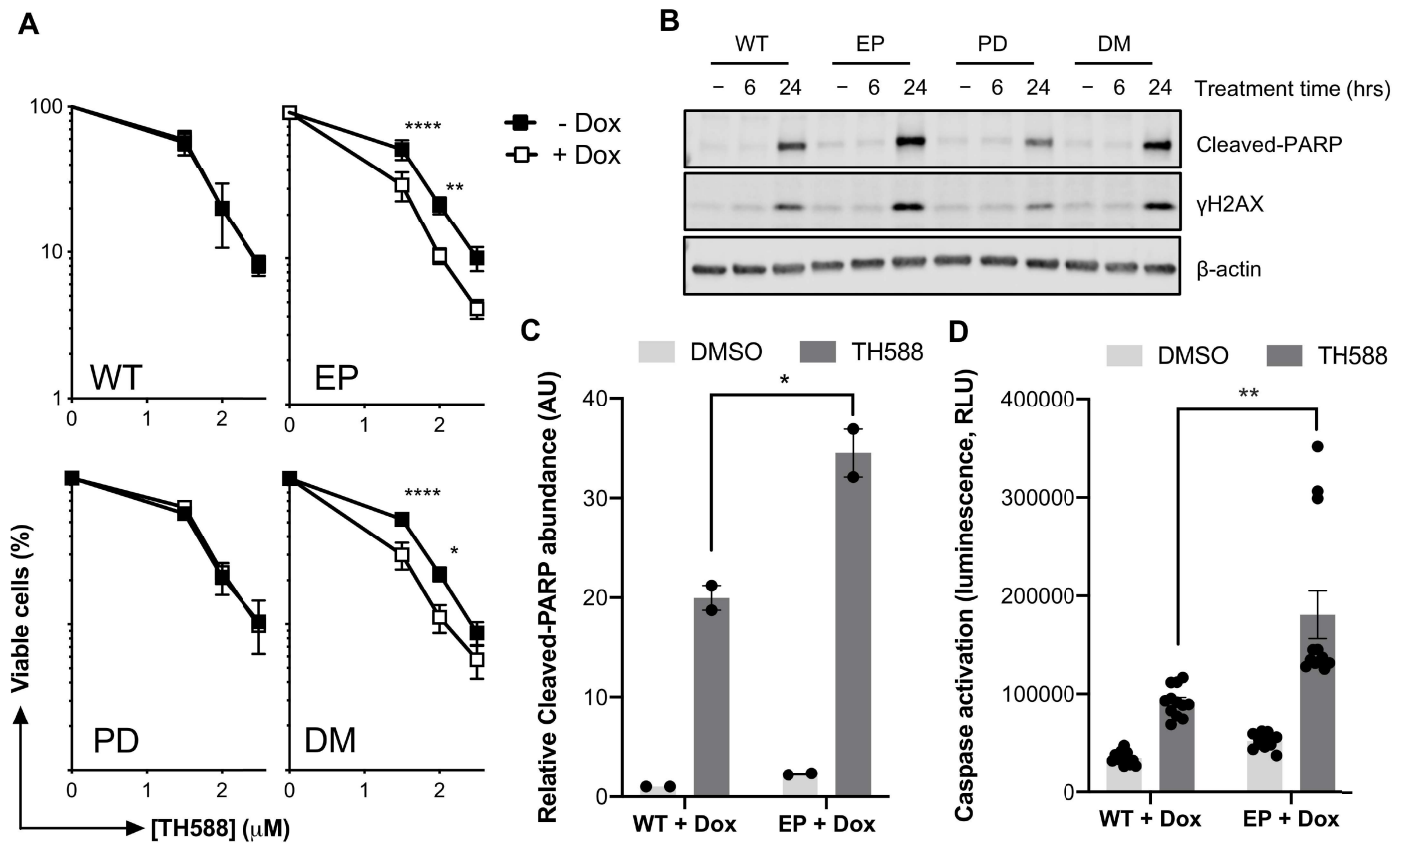 A
100
10
1
WT
0 1 2
EP
0 1 2
****
**
- Dox
+ Dox
PD
0 1 2
DM
0 1 2
****
*
Viable cells (%)
[TH588] (μM)
B
WT EP PD DM
– 6 24 – 6 24 – 6 24 – 6 24 Treatment time (hrs)
Cleaved-PARP
γH2AX
β-actin
C
DMSO TH588
Relative Cleaved-PARP abundance (AU)
40
30
20
10
0
*
WT + Dox EP + Dox
D
DMSO TH588
Caspase activation (luminescence, RLU)
400000
300000
200000
100000
0
**
WT + Dox EP + Dox